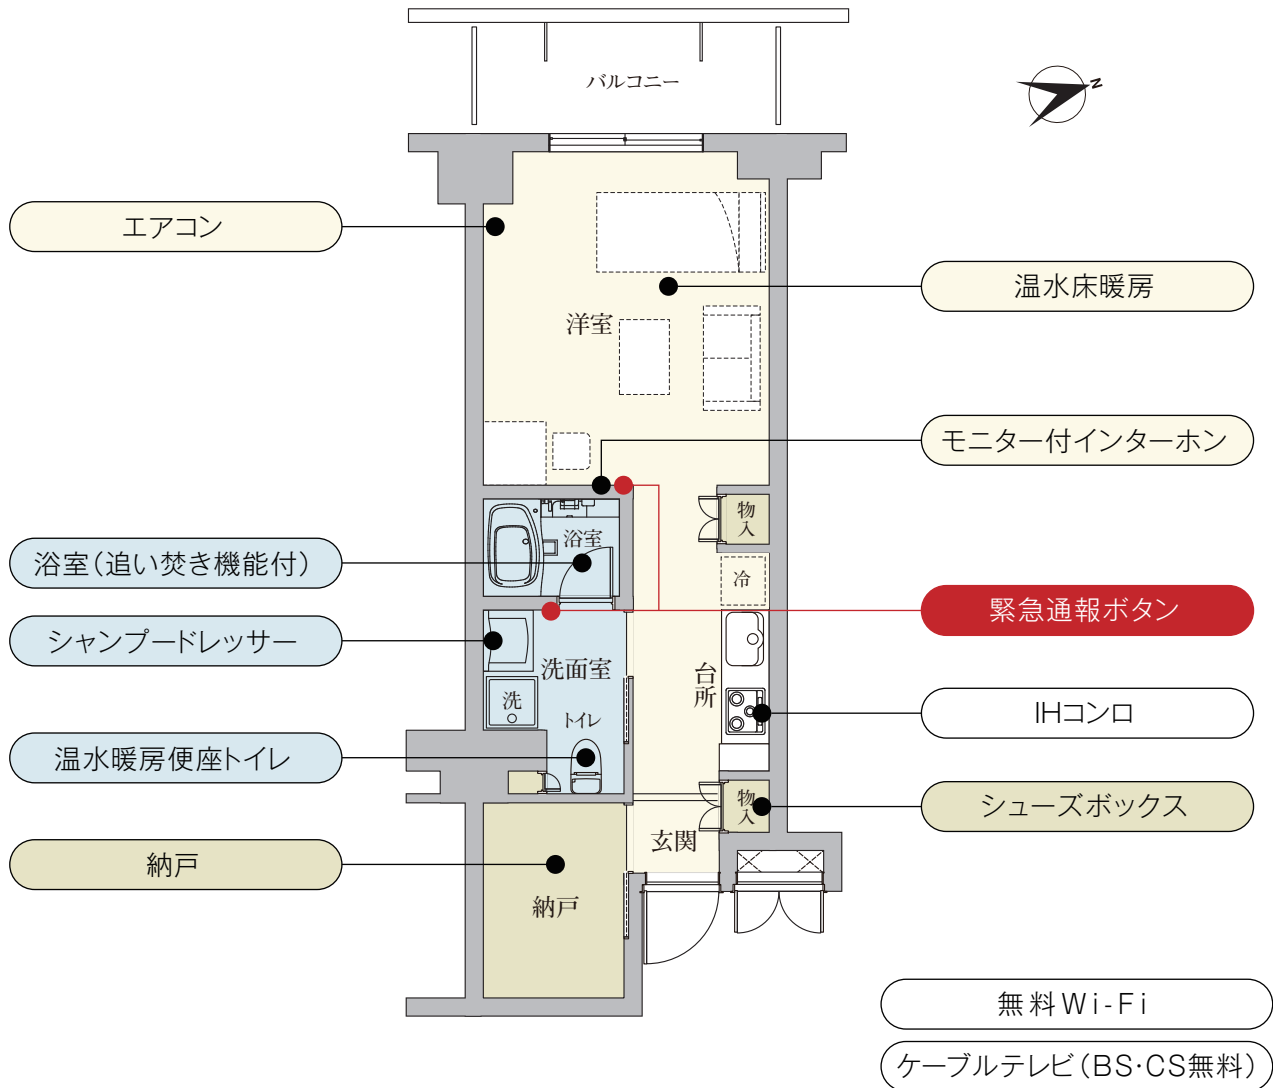 バルコニー
N
エアコン
温水床暖房
洋室
モニター付インターホン
物入
浴室
浴室(追い焚き機能付)
冷
緊急通報ボタン
シャンプードレッサー
洗面室
台所
洗
IHコンロ
トイレ
温水暖房便座トイレ
物入
シューズボックス
玄関
納戸
納戸
無料Wi-Fi
ケーブルテレビ(BS・CS無料)